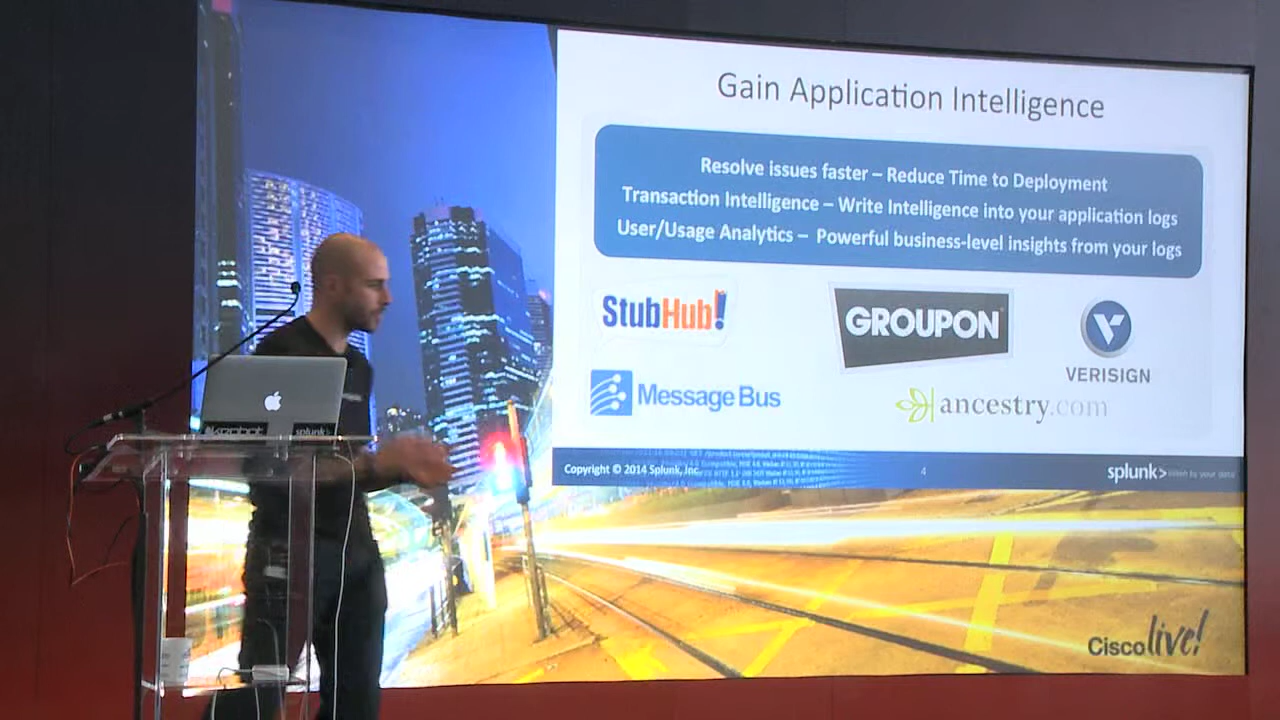 Gain Application Intelligence
Resolve issues faster – Reduce Time to Deployment
Transaction Intelligence – Write Intelligence into your application logs
User/Usage Analytics – Powerful business-level insights from your logs
StubHub!
GROUPON
VERISIGN
Message Bus
ancestry.com
Copyright © 2014 Splunk, Inc.
4
splunk>
splunk>
Cisco live!